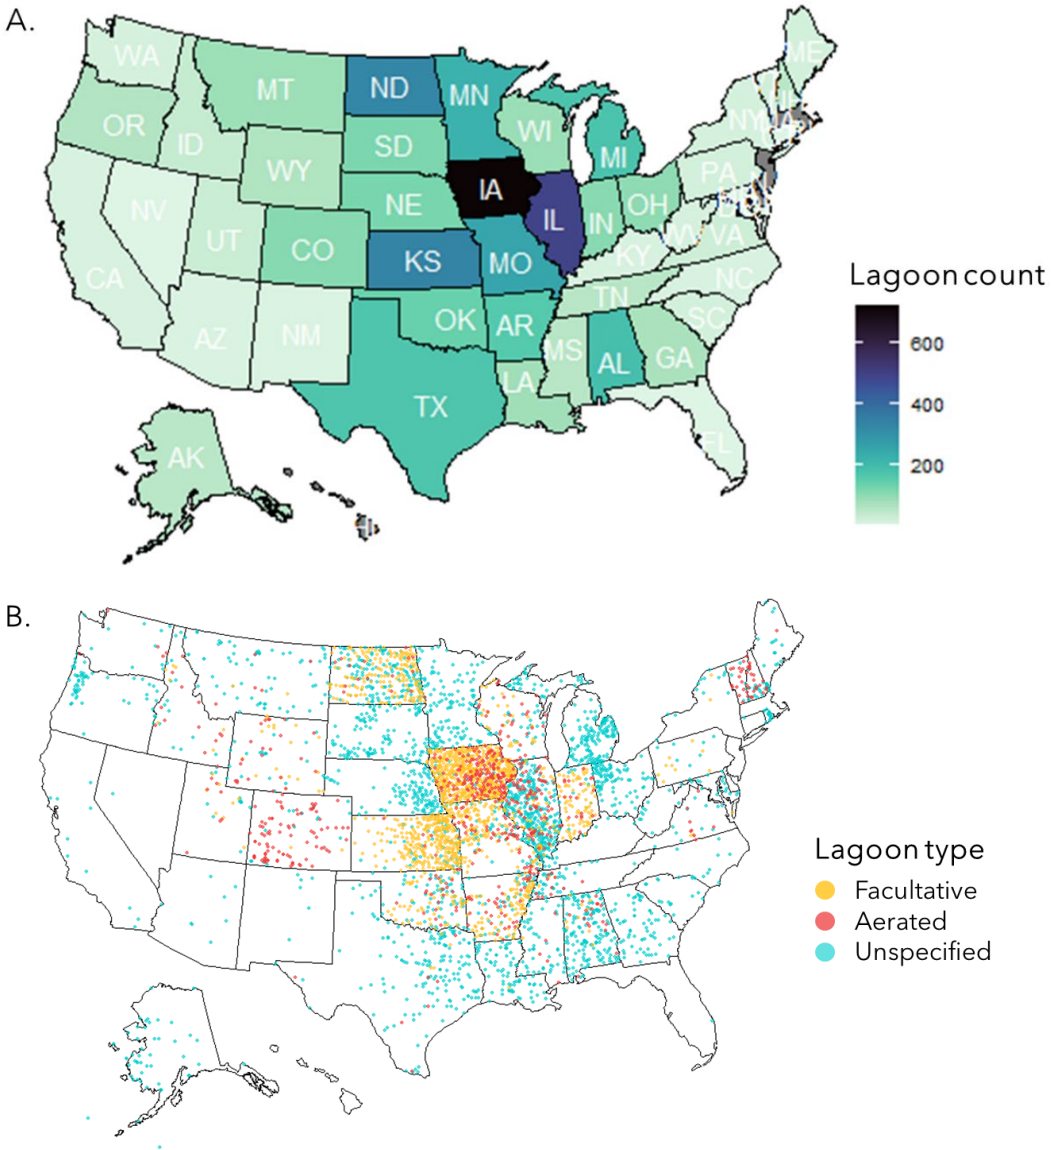 A.
WA
MT
ND
MN
ME
OR
ID
SD
WI
MI
NY
WY
IA
PA
NE
OH
NV
UT
CO
IL
IN
KS
MO
KY
WV
VA
CA
TN
NC
AZ
NM
OK
AR
SC
MS
AL
GA
LA
TX
FL
AK
HI
Lagoon count
600
400
200
B.
Lagoon type
Facultative
Aerated
Unspecified